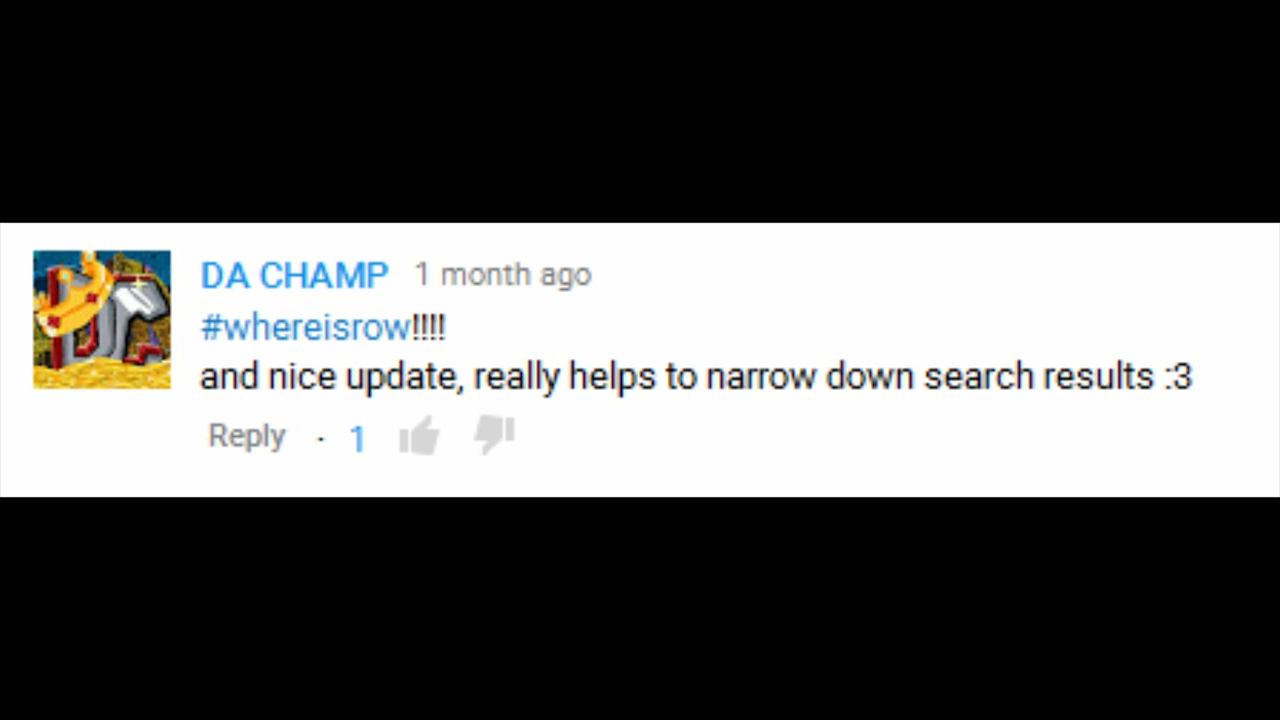 DA CHAMP 1 month ago
#whereisrow!!!!
and nice update, really helps to narrow down search results :3
Reply · 1